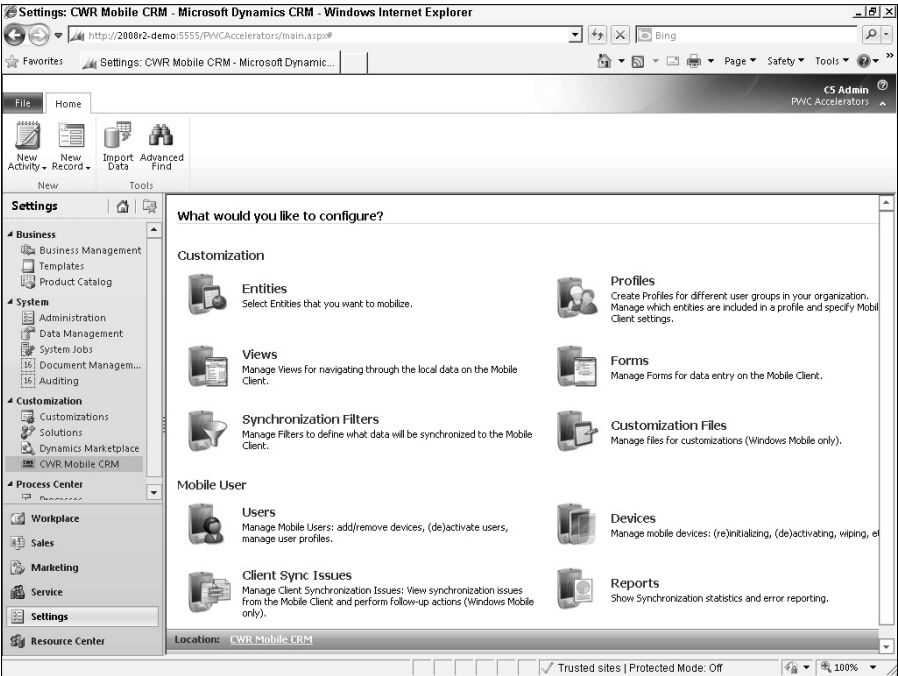 Settings: CWR Mobile CRM - Microsoft Dynamics CRM - Windows Internet Explorer
http://2008r2-demo:5555/PWCAccelerators/main.aspx#
Bing
Favorites Settings: CWR Mobile CRM - Microsoft Dynamic...
Page Safety Tools »
File Home
C5 Admin
PWC Accelerators
New Activity New Record Import Data Advanced Find
New Tools
Settings
Business
Business Management
Templates
Product Catalog
System
Administration
Data Management
System Jobs
16 Document Managem...
16 Auditing
Customization
Customizations
Solutions
Dynamics Marketplace
CWR Mobile CRM
Process Center
Processes
Workplace
Sales
Marketing
Service
Settings
Resource Center
What would you like to configure?
Customization
Entities
Select Entities that you want to mobilize.
Profiles
Create Profiles for different user groups in your organization.
Manage which entities are included in a profile and specify Mobil
Client settings.
Views
Manage Views for navigating through the local data on the Mobile
Client.
Forms
Manage Forms for data entry on the Mobile Client.
Synchronization Filters
Manage Filters to define what data will be synchronized to the Mobile
Client.
Customization Files
Manage files for customizations (Windows Mobile only).
Mobile User
Users
Manage Mobile Users: add/remove devices, (de)activate users,
manage user profiles.
Devices
Manage mobile devices: (re)initializing, (de)activating, wiping, et
Client Sync Issues
Manage Client Synchronization Issues: View synchronization issues
from the Mobile Client and perform follow-up actions (Windows Mobile
only).
Reports
Show Synchronization statistics and error reporting.
Location: CWR Mobile CRM
Trusted sites | Protected Mode: Off 100%